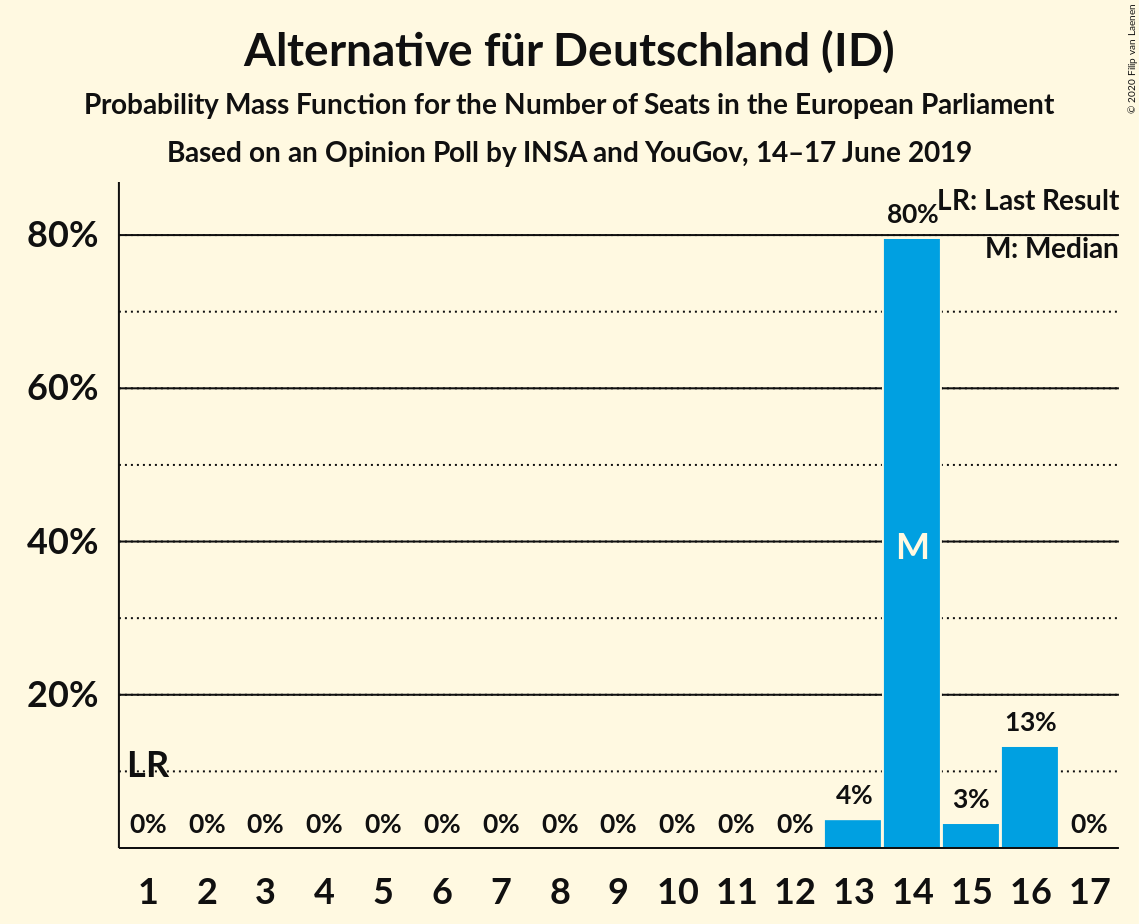 Alternative für Deutschland (ID)
Probability Mass Function for the Number of Seats in the European Parliament
Based on an Opinion Poll by INSA and YouGov, 14–17 June 2019
© 2020 Filip van Laenen
LR: Last Result
M: Median
80%
60%
40%
20%
LR
M
0% 0% 0% 0% 0% 0% 0% 0% 0% 0% 0% 0% 4% 80% 3% 13% 0%
1 2 3 4 5 6 7 8 9 10 11 12 13 14 15 16 17